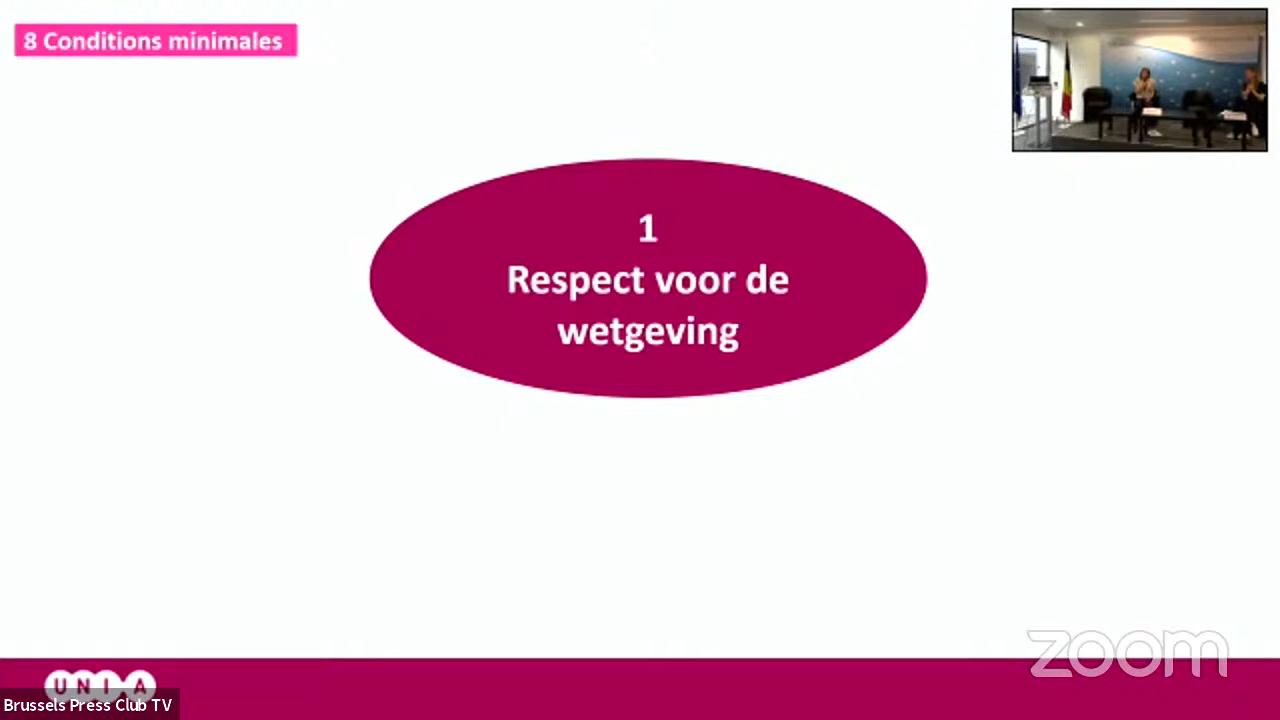 8 Conditions minimales
1
Respect voor de
wetgeving
zoom
UNIA
Brussels Press Club TV